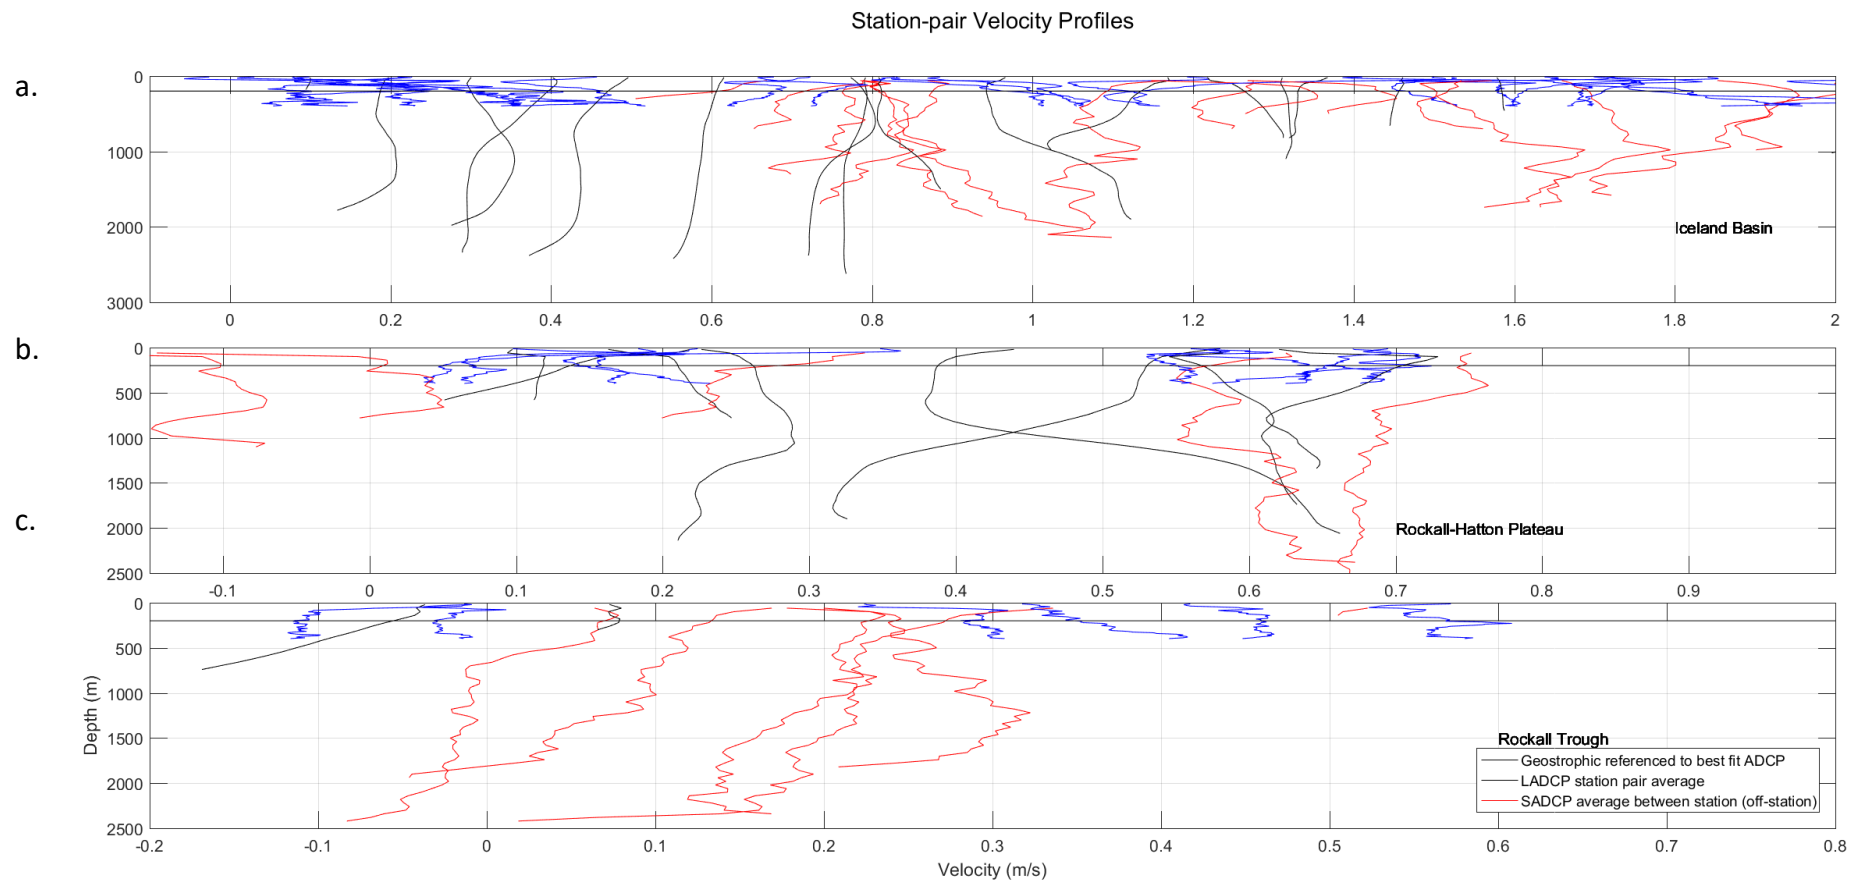 Station-pair Velocity Profiles
a.
0
1000
2000
3000
Iceland Basin
0 0.2 0.4 0.6 0.8 1 1.2 1.4 1.6 1.8 2
b.
0
500
1000
1500
2000
2500
Rockall-Hatton Plateau
c.
-0.1 0 0.1 0.2 0.3 0.4 0.5 0.6 0.7 0.8 0.9
0
500
1000
1500
2000
2500
Depth (m)
Rockall Trough
Geostrophic referenced to best fit ADCP
LADCP station pair average
SADCP average between station (off-station)
-0.2 -0.1 0 0.1 0.2 0.3 0.4 0.5 0.6 0.7 0.8
Velocity (m/s)